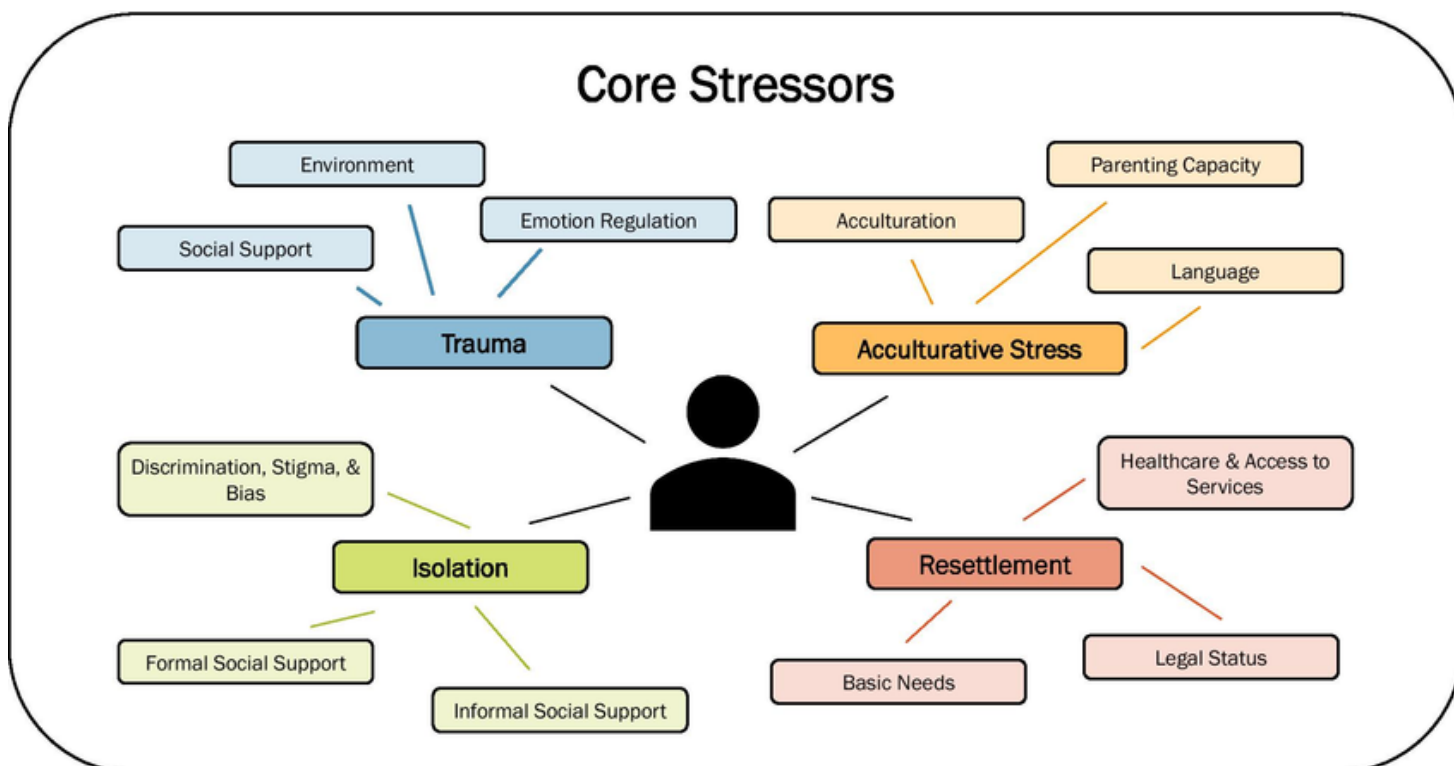 Core Stressors
Environment
Emotion Regulation
Social Support
Trauma
Parenting Capacity
Acculturation
Language
Acculturative Stress
Discrimination, Stigma, &
Bias
Isolation
Formal Social Support
Informal Social Support
Healthcare & Access to
Services
Resettlement
Legal Status
Basic Needs